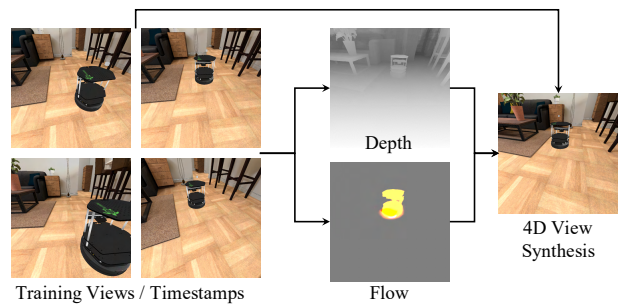 Depth
4D View
Synthesis
Training Views / Timestamps
Flow